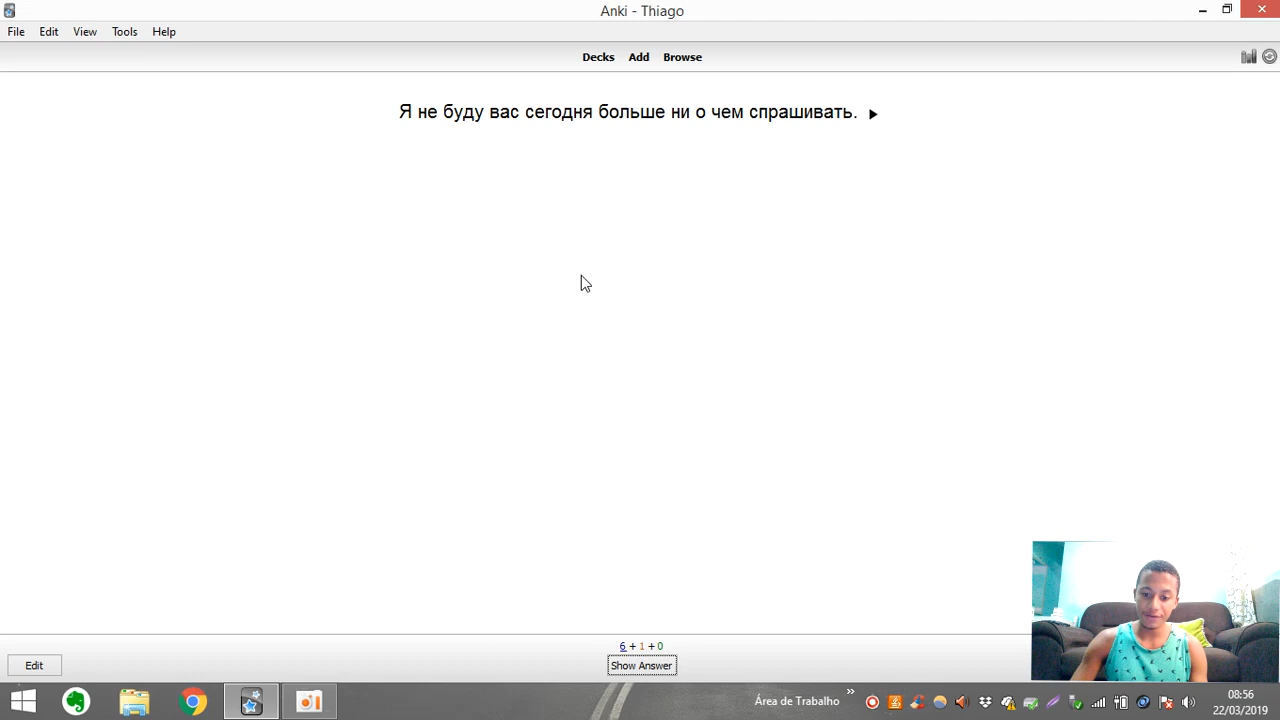 Anki - Thiago
File Edit View Tools Help
Decks Add Browse
Я не буду вас сегодня больше ни о чем спрашивать.
6 + 1 + 0
Edit
Show Answer
Área de Trabalho
08:56
22/03/2019